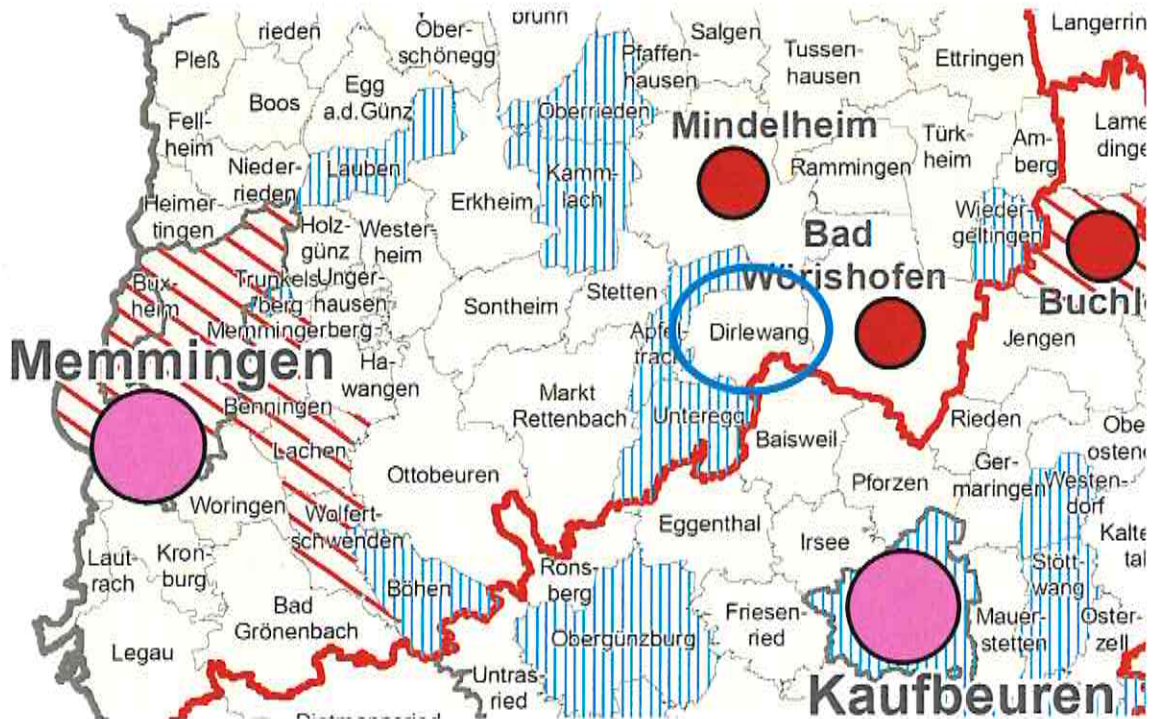 rieden
Ober-
schönegg
brunn
Salgen
Langerrin
Pleß
Pfaffen-
hausen
Tussen-
hausen
Ettringen
Egg
a.d.Günz
Boos
Oberrieden
Fell-
heim
Mindelheim
Türk-
heim
Am-
berg
Lame
dinge
Nieder-
rieden
Lauben
Kamm-
lach
Rammingen
Heimer-
tingen
Erkheim
Holz-
günz
Wester-
heim
Bad
Wörishofen
Wieder-
geltingen
Bux-
heim
Trunkels-
berg
Unger-
hausen
Sontheim
Stetten
Buchl
Memmingerberg
Apfel-
trach
Dirlewang
Jengen
Memmingen
Ha-
wangen
Markt
Rettenbach
Benningen
Unteregg
Rieden
Obe
osten
Lachen
Baisweil
Ottobeuren
Ger-
maringen
Westen-
dorf
Pforzen
Woringen
Wolfert-
schwenden
Eggenthal
Irsee
Kalte
tal
Laut-
rach
Kron-
burg
Böhen
Rons-
berg
Stött-
wang
Bad
Grönenbach
Friesen-
ried
Mauer-
stetten
Oster-
zell
Legau
Obergünzburg
Untras-
ried
Kaufbeuren
Dietmannsried